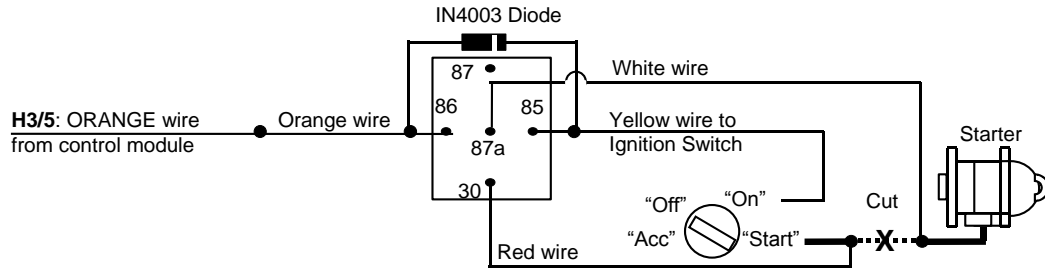 IN4003 Diode
87
White wire
86
85
H3/5: ORANGE wire
from control module
Orange wire
87a
Yellow wire to
Ignition Switch
Starter
30
"Off"
"On"
Cut
"Acc"
"Start"
X
Red wire